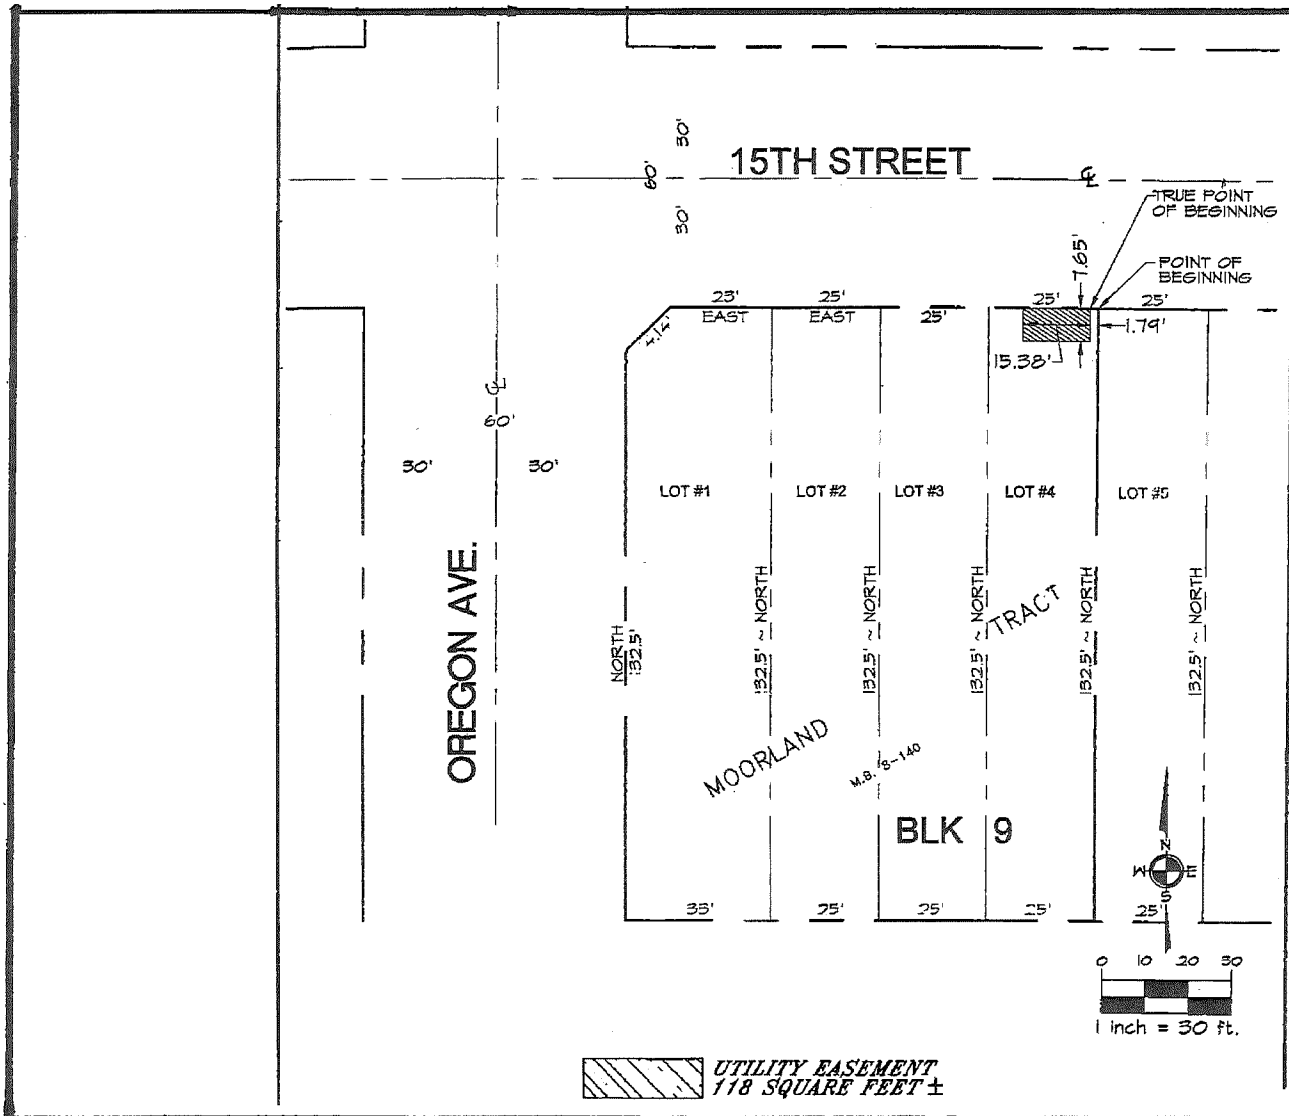 30'
60'
30'
15TH STREET
℄
TRUE POINT
OF BEGINNING
7.65'
POINT OF
BEGINNING
23'
25'
25'
25'
25'
EAST
EAST
4.14'
1.79'
15.38'
℄
60'
30'
30'
LOT #1
LOT #2
LOT #3
LOT #4
LOT #5
OREGON AVE.
NORTH
132.5'
132.5' ~ NORTH
132.5' ~ NORTH
132.5' ~ NORTH
132.5' ~ NORTH
132.5' ~ NORTH
MOORLAND
TRACT
M.B. 8-140
BLK 9
N
W
E
S
33'
25'
25'
25'
25'
0 10 20 30
1 inch = 30 ft.
UTILITY EASEMENT
118 SQUARE FEET ±